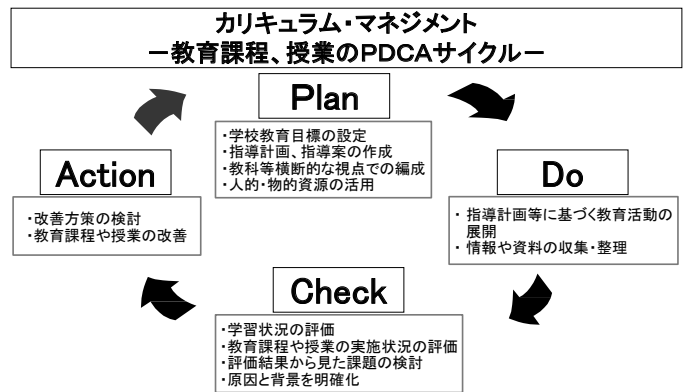 カリキュラム・マネジメント
－教育課程、授業のPDCAサイクル－
Plan
・学校教育目標の設定
・指導計画、指導案の作成
・教科等横断的な視点での編成
・人的・物的資源の活用
Do
・ 指導計画等に基づく教育活動の
展開
・ 情報や資料の収集・整理
Check
・学習状況の評価
・教育課程や授業の実施状況の評価
・評価結果から見た課題の検討
・原因と背景を明確化
Action
・改善方策の検討
・教育課程や授業の改善